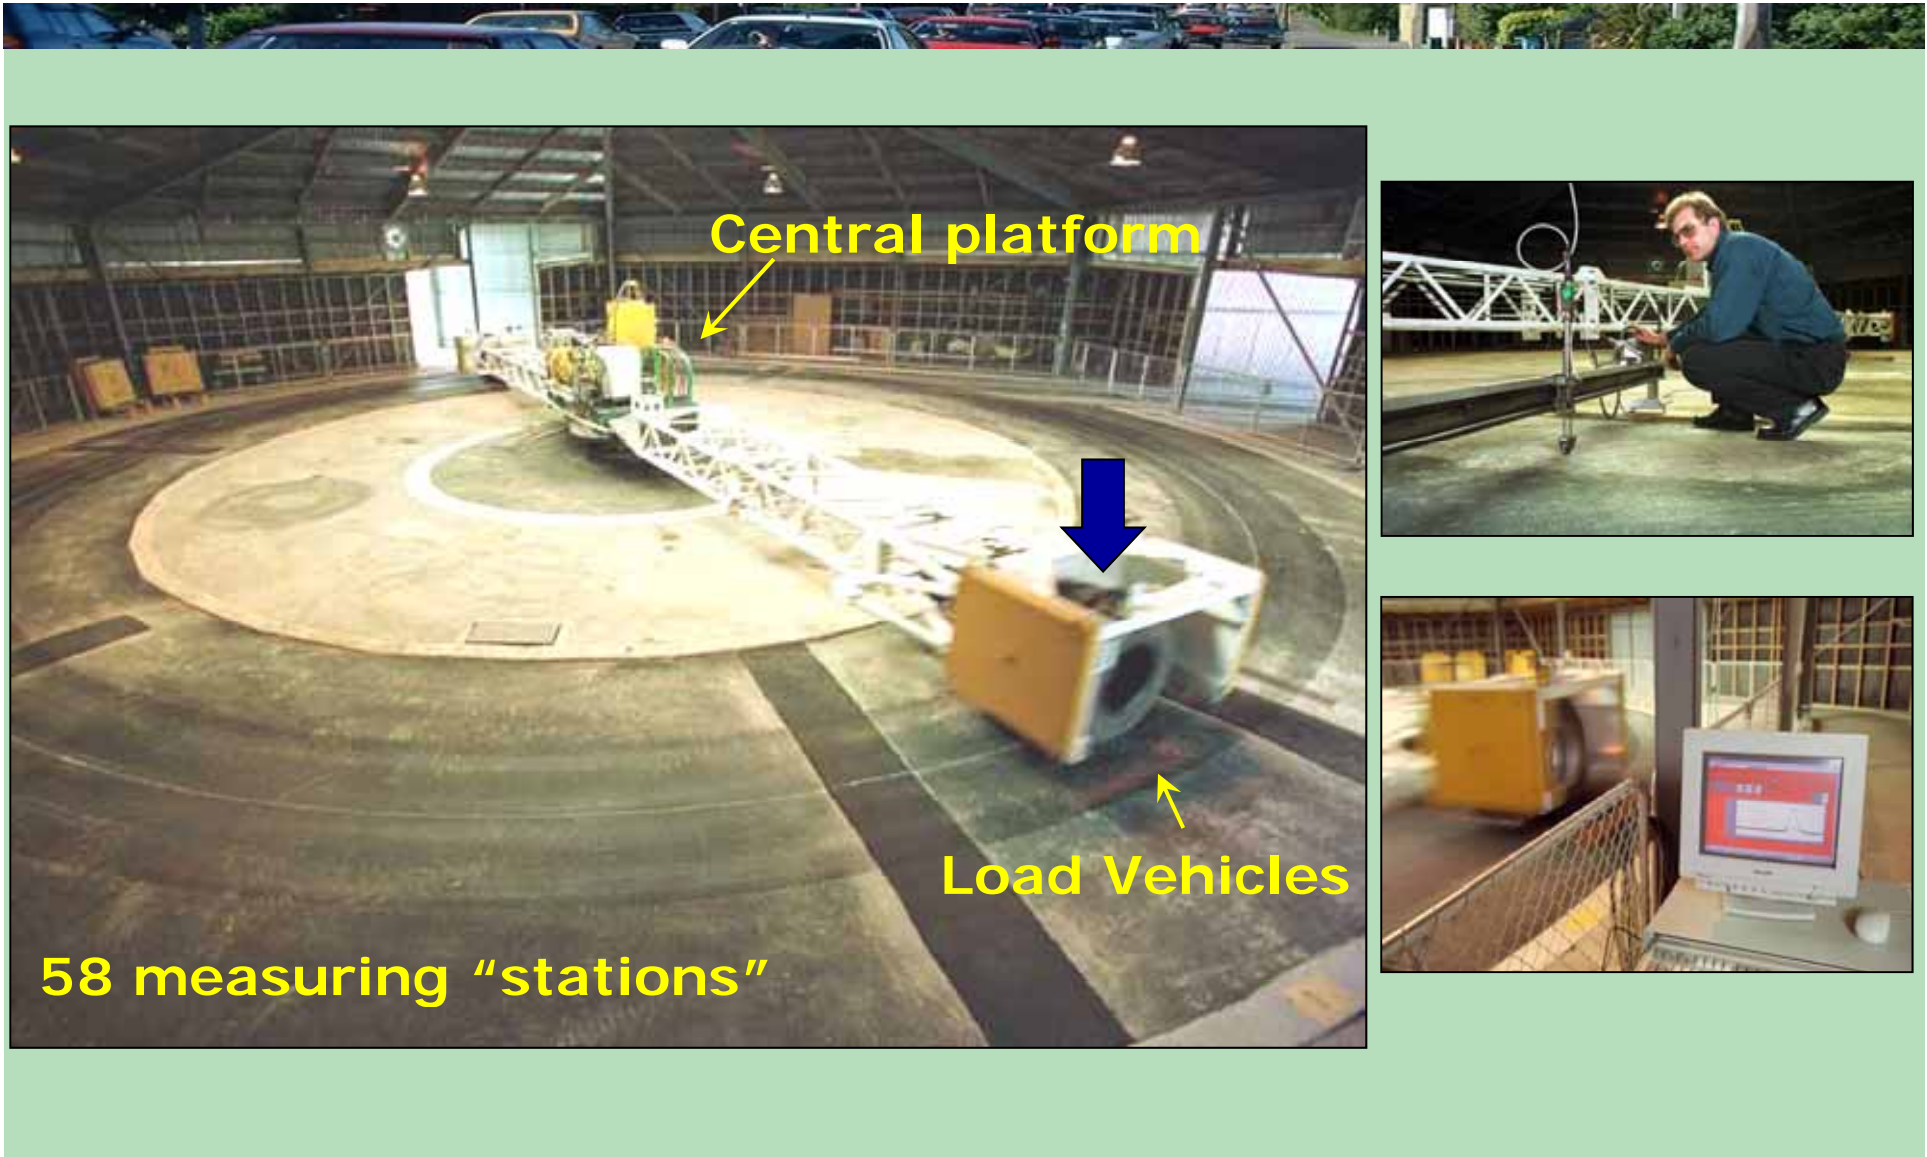 Central platform
Load Vehicles
58 measuring “stations”